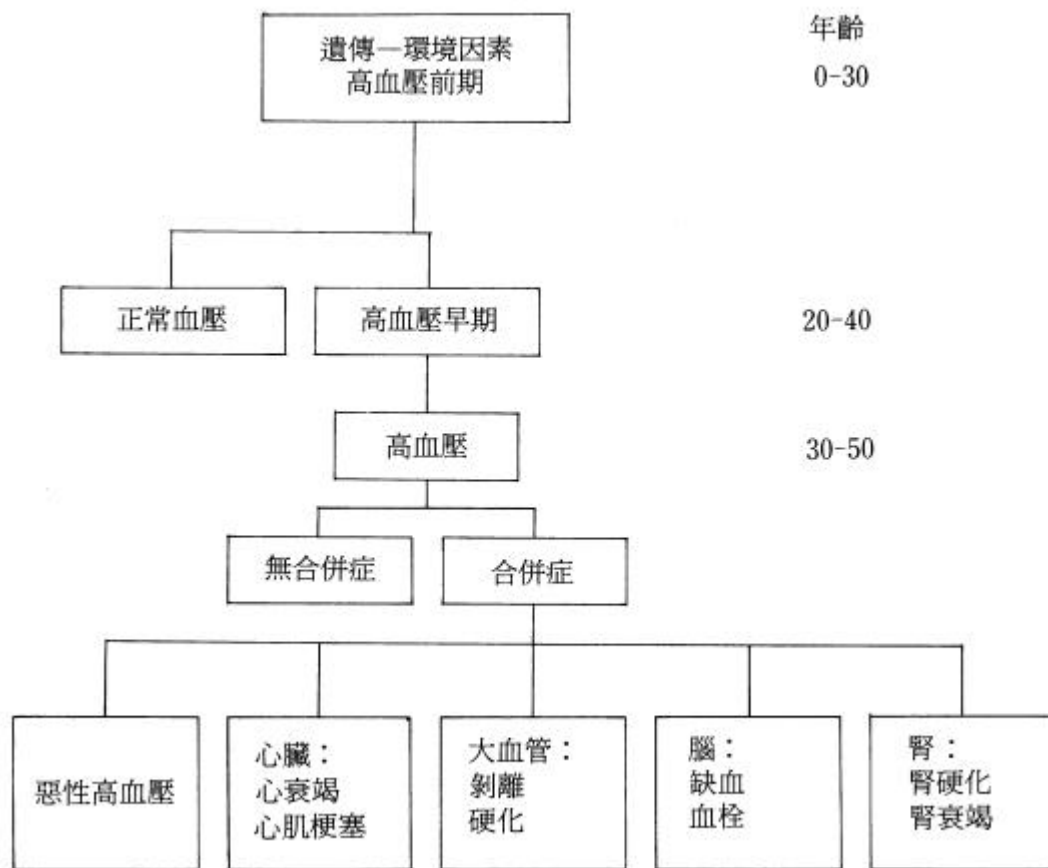 遺傳—環境因素
高血壓前期
年齡
0-30
正常血壓
高血壓早期
20-40
高血壓
30-50
無合併症
合併症
惡性高血壓
心臟：
心衰竭
心肌梗塞
大血管：
剝離
硬化
腦：
缺血
血栓
腎：
腎硬化
腎衰竭